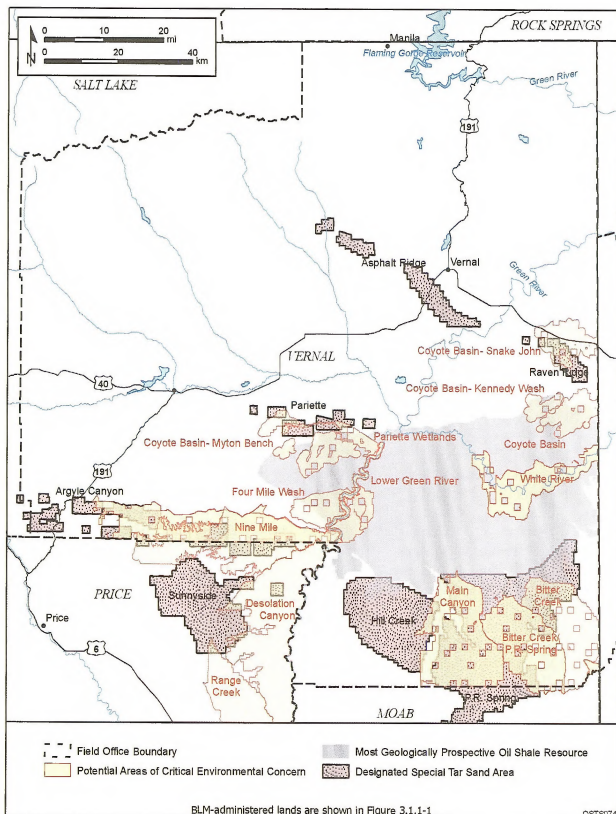 0 10 20
mi
0 20 40
km
N
ROCK SPRINGS
Manila
Flaming Gorge Reservoir
Green River
SALT LAKE
191
Asphalt Ridge
Vernal
Green River
VERNAL
Coyote Basin- Snake John
Raven Ridge
40
Coyote Basin- Kennedy Wash
Pariette
Coyote Basin- Myton Bench
Pariette Wetlands
Coyote Basin
191
Lower Green River
White River
Argyle Canyon
Four Mile Wash
Nine Mile
PRICE
Sunnyside
Desolation
Canyon
Main
Canyon
Bitter
Creek
Hill Creek
Bitter Creek/
P.R. Spring
Price
6
Range
Creek
P.R. Spring
MOAB
Field Office Boundary
Most Geologically Prospective Oil Shale Resource
Potential Areas of Critical Environmental Concern
Designated Special Tar Sand Area
BLM-administered lands are shown in Figure 3.1.1-1